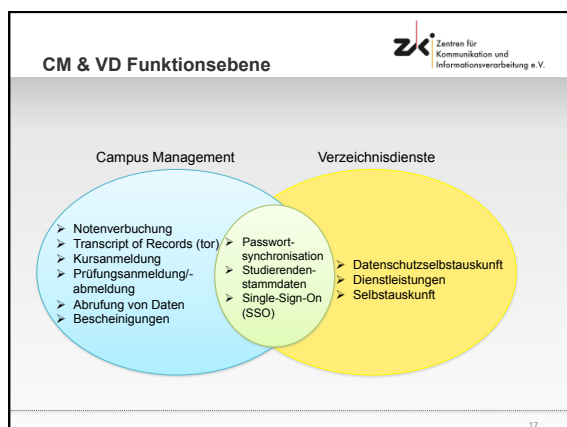 CM & VD Funktionsebene
zki
Zentren für
Kommunikation und
Informationsverarbeitung e.V.
Campus Management
Verzeichnisdienste
➢ Notenverbuchung
➢ Transcript of Records (tor)
➢ Kursanmeldung
➢ Prüfungsanmeldung/-
abmeldung
➢ Abrufung von Daten
➢ Bescheinigungen
➢ Passwort-
synchronisation
➢ Studierenden-
stammdaten
➢ Single-Sign-On
(SSO)
➢ Datenschutzselbstauskunft
➢ Dienstleistungen
➢ Selbstauskunft
17